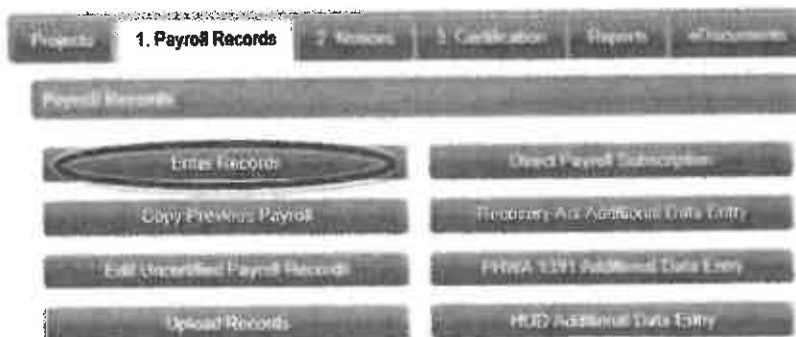 Projects 1. Payroll Records 2. Notices 3. Certification Reports eDocuments
Payroll Records
Enter Records Direct Payroll Subscription
Copy Previous Payroll Recovery Act Additional Data Entry
Edit Uncertified Payroll Records FHWA 1391 Additional Data Entry
Upload Records HUD Additional Data Entry